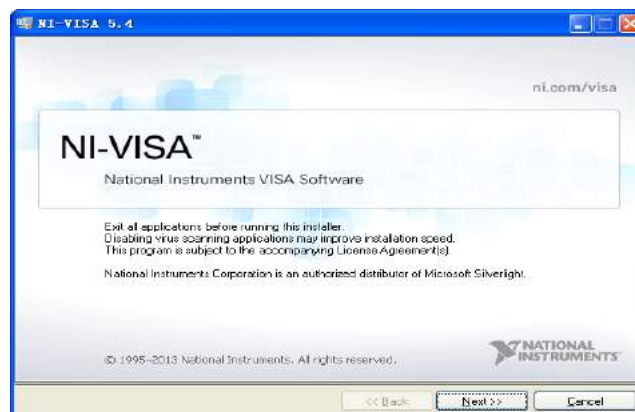 NI-VISA 5.4
ni.com/visa
NI-VISA™
National Instruments VISA Software
Exit all applications before running this installer.
Disabling virus scanning applications may improve installation speed.
This program is subject to the accompanying License Agreement(s).
National Instruments Corporation is an authorized distributor of Microsoft Silverlight.
© 1995–2013 National Instruments. All rights reserved.
NATIONAL
INSTRUMENTS™
<< Back
Next >>
Cancel